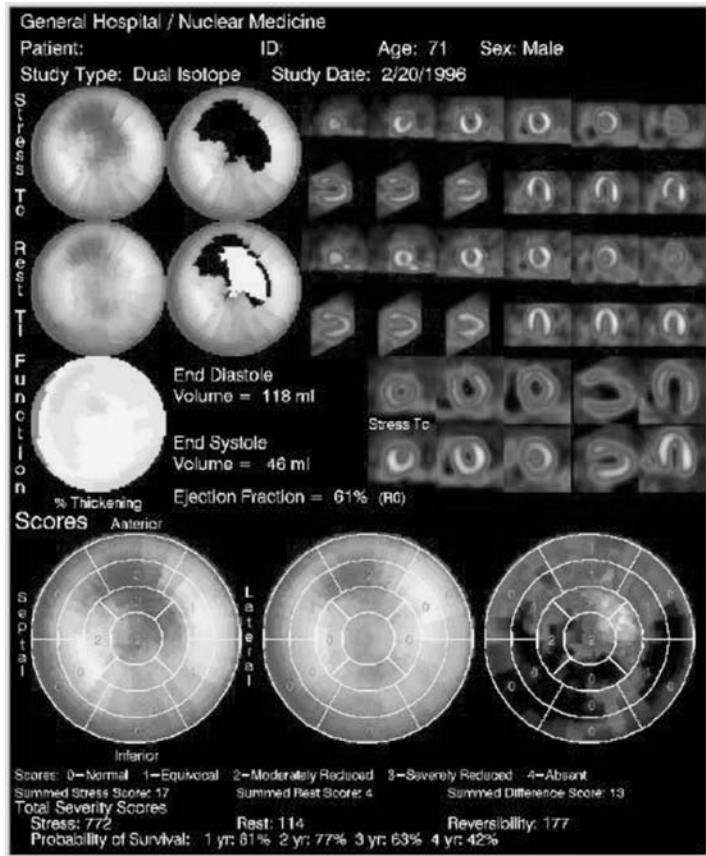 General Hospital / Nuclear Medicine
Patient: ID: Age: 71 Sex: Male
Study Type: Dual Isotope Study Date: 2/20/1996
Stress Tc
Rest Tl
Function
End Diastole
Volume = 118 ml
Stress Tc
End Systole
Volume = 46 ml
Ejection Fraction = 61% (R0)
% Thickening
Scores
Anterior
Septal
Lateral
Inferior
Scores: 0-Normal 1-Equivocal 2-Moderately Reduced 3-Severely Reduced 4-Absent
Summed Stress Score: 17 Summed Rest Score: 4 Summed Difference Score: 13
Total Severity Scores
Stress: 772 Rest: 114 Reversibility: 177
Probability of Survival: 1 yr: 81% 2 yr: 77% 3 yr: 63% 4 yr: 42%